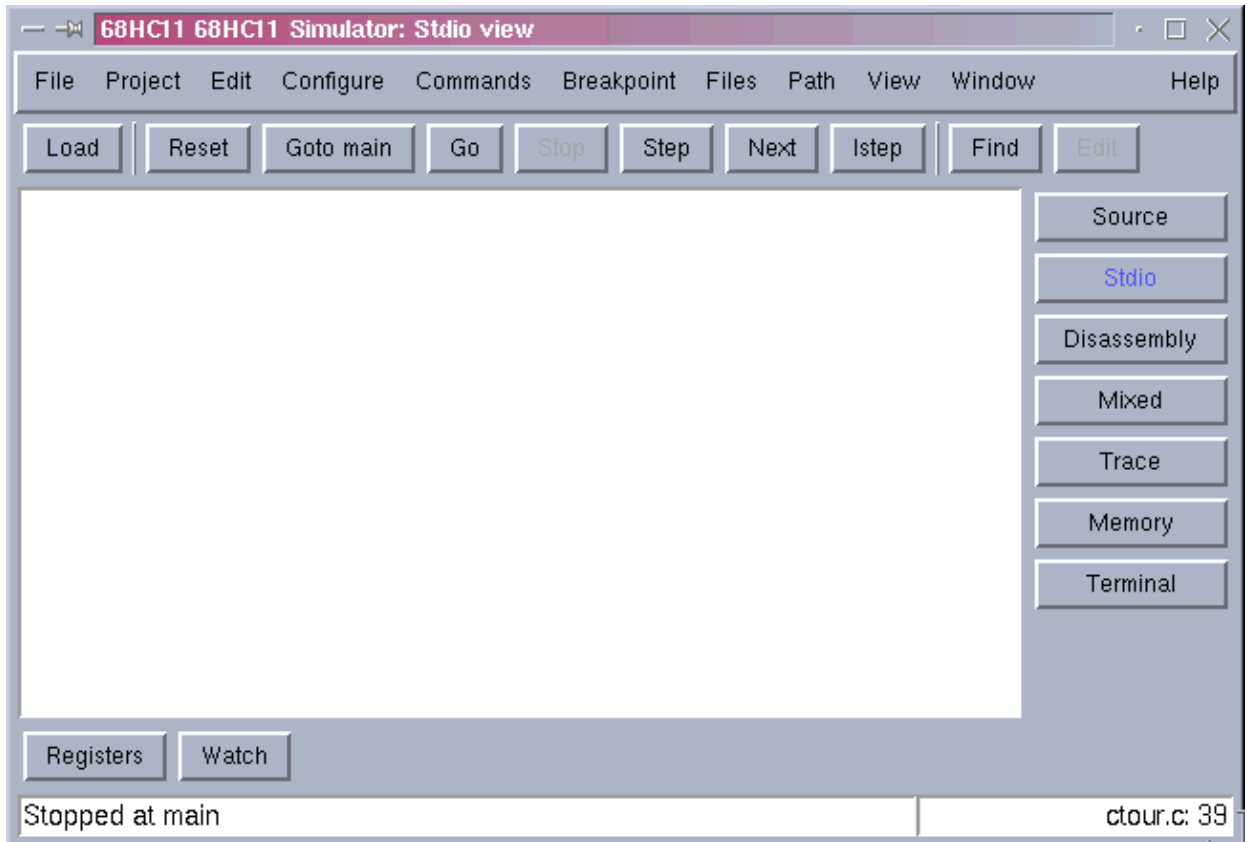 68HC11 68HC11 Simulator: Stdio view
File Project Edit Configure Commands Breakpoint Files Path View Window Help
Load Reset Goto main Go Stop Step Next Istep Find Edit
Source
Stdio
Disassembly
Mixed
Trace
Memory
Terminal
Registers Watch
Stopped at main ctour.c: 39